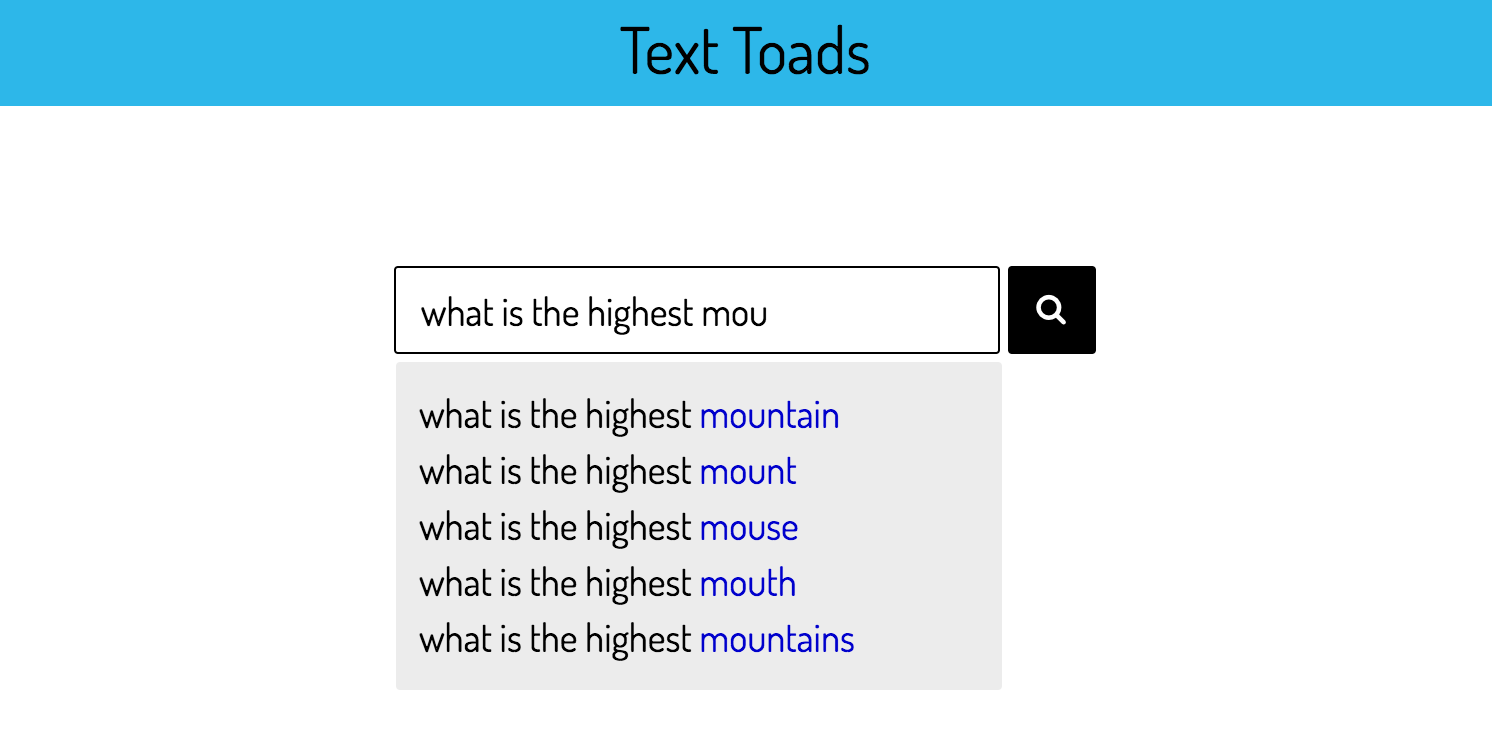 Text Toads
what is the highest mou
what is the highest mountain
what is the highest mount
what is the highest mouse
what is the highest mouth
what is the highest mountains